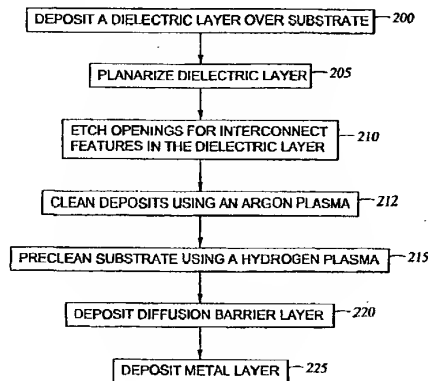 DEPOSIT A DIELECTRIC LAYER OVER SUBSTRATE 200
PLANARIZE DIELECTRIC LAYER 205
ETCH OPENINGS FOR INTERCONNECT
FEATURES IN THE DIELECTRIC LAYER 210
CLEAN DEPOSITS USING AN ARGON PLASMA 212
PRECLEAN SUBSTRATE USING A HYDROGEN PLASMA 215
DEPOSIT DIFFUSION BARRIER LAYER 220
DEPOSIT METAL LAYER 225